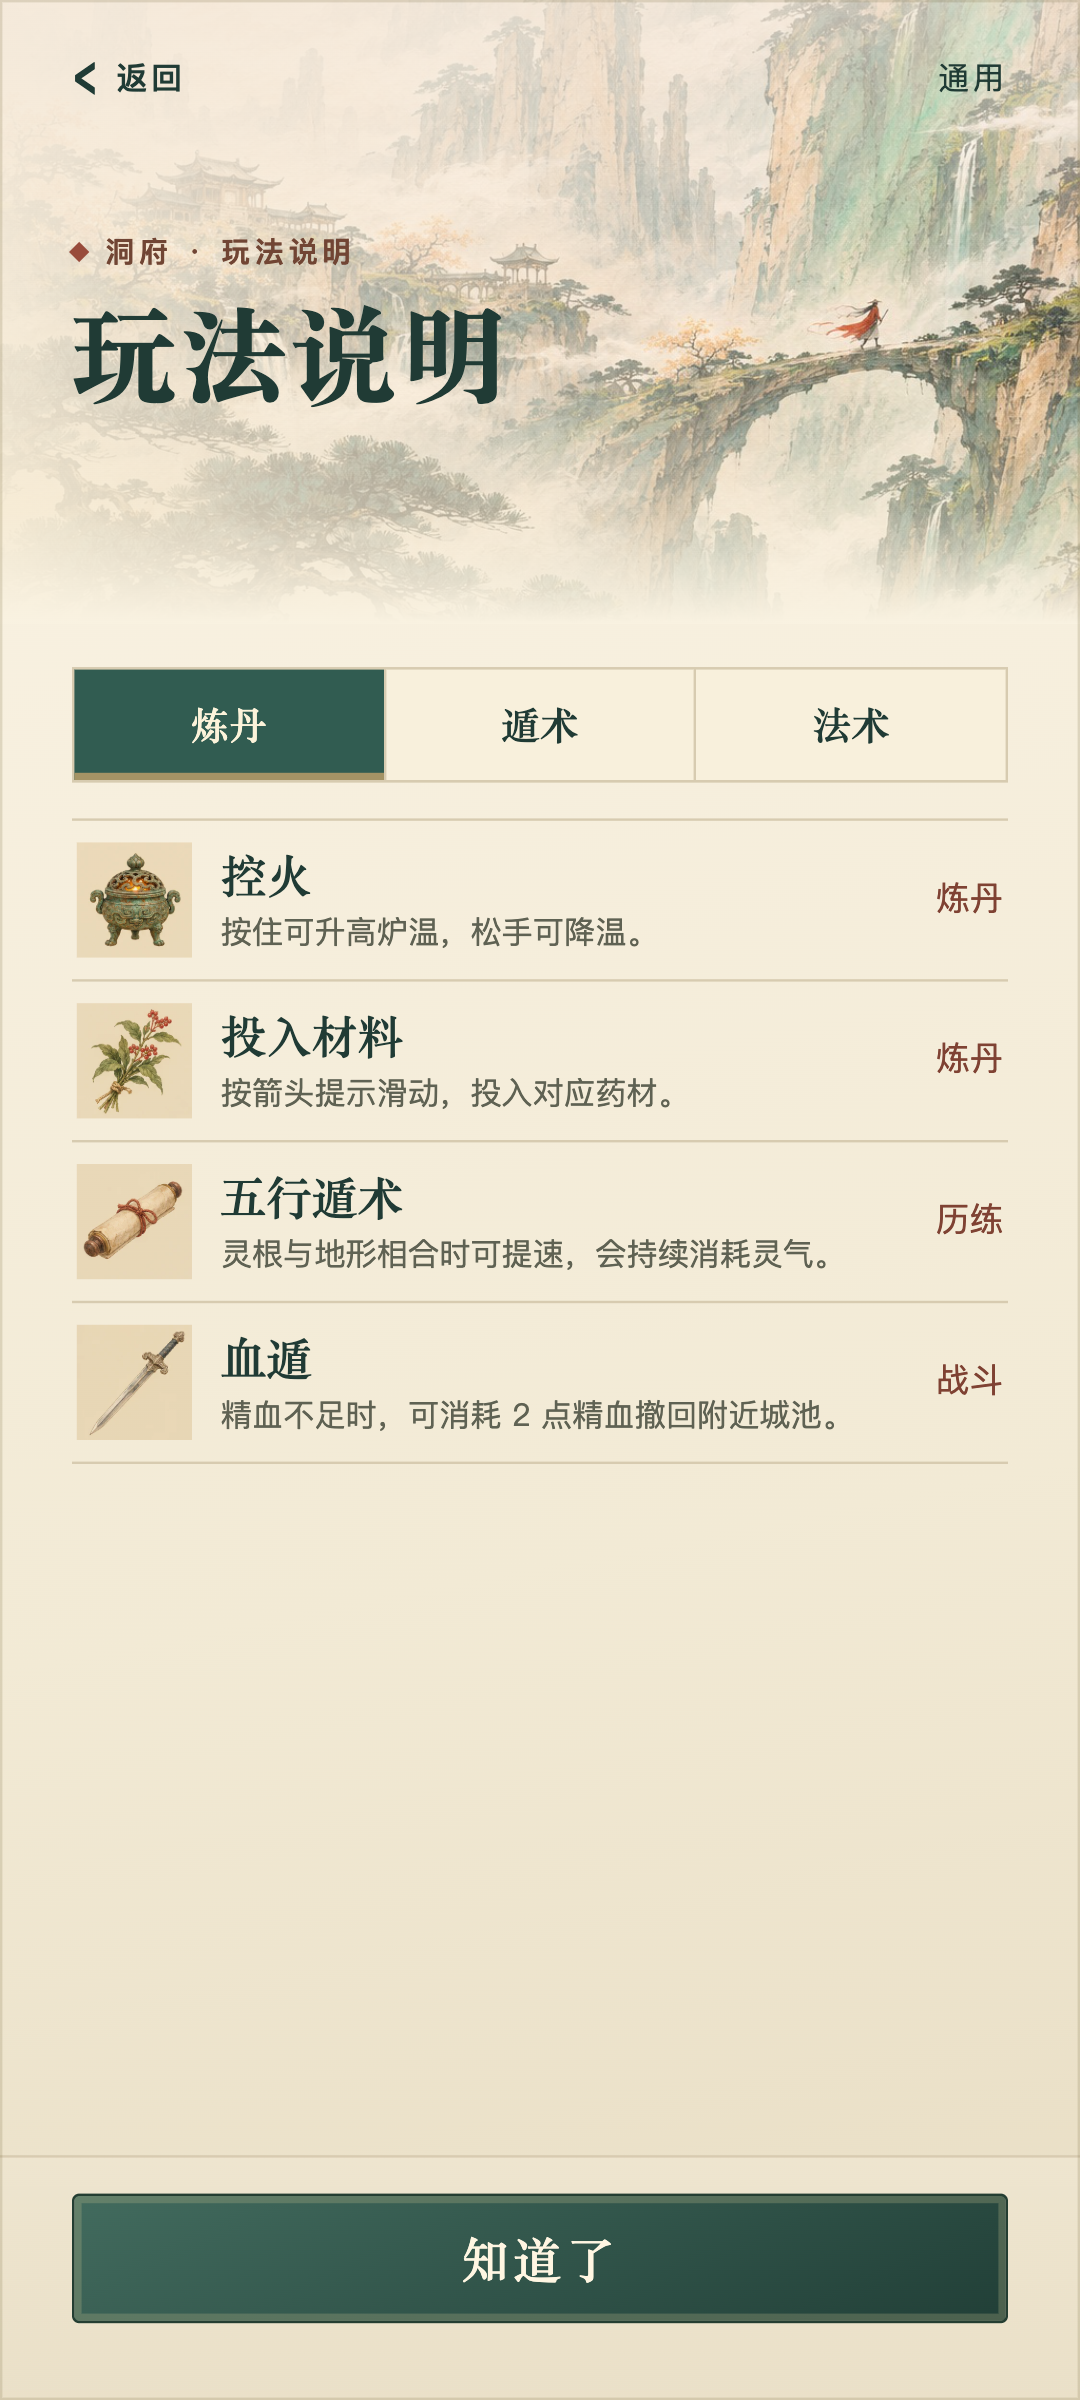 返回
通用
洞府 · 玩法说明
玩法说明
炼丹
遁术
法术
控火
按住可升高炉温，松手可降温。
炼丹
投入材料
按箭头提示滑动，投入对应药材。
炼丹
五行遁术
灵根与地形相合时可提速，会持续消耗灵气。
历练
血遁
精血不足时，可消耗 2 点精血撤回附近城池。
战斗
知道了